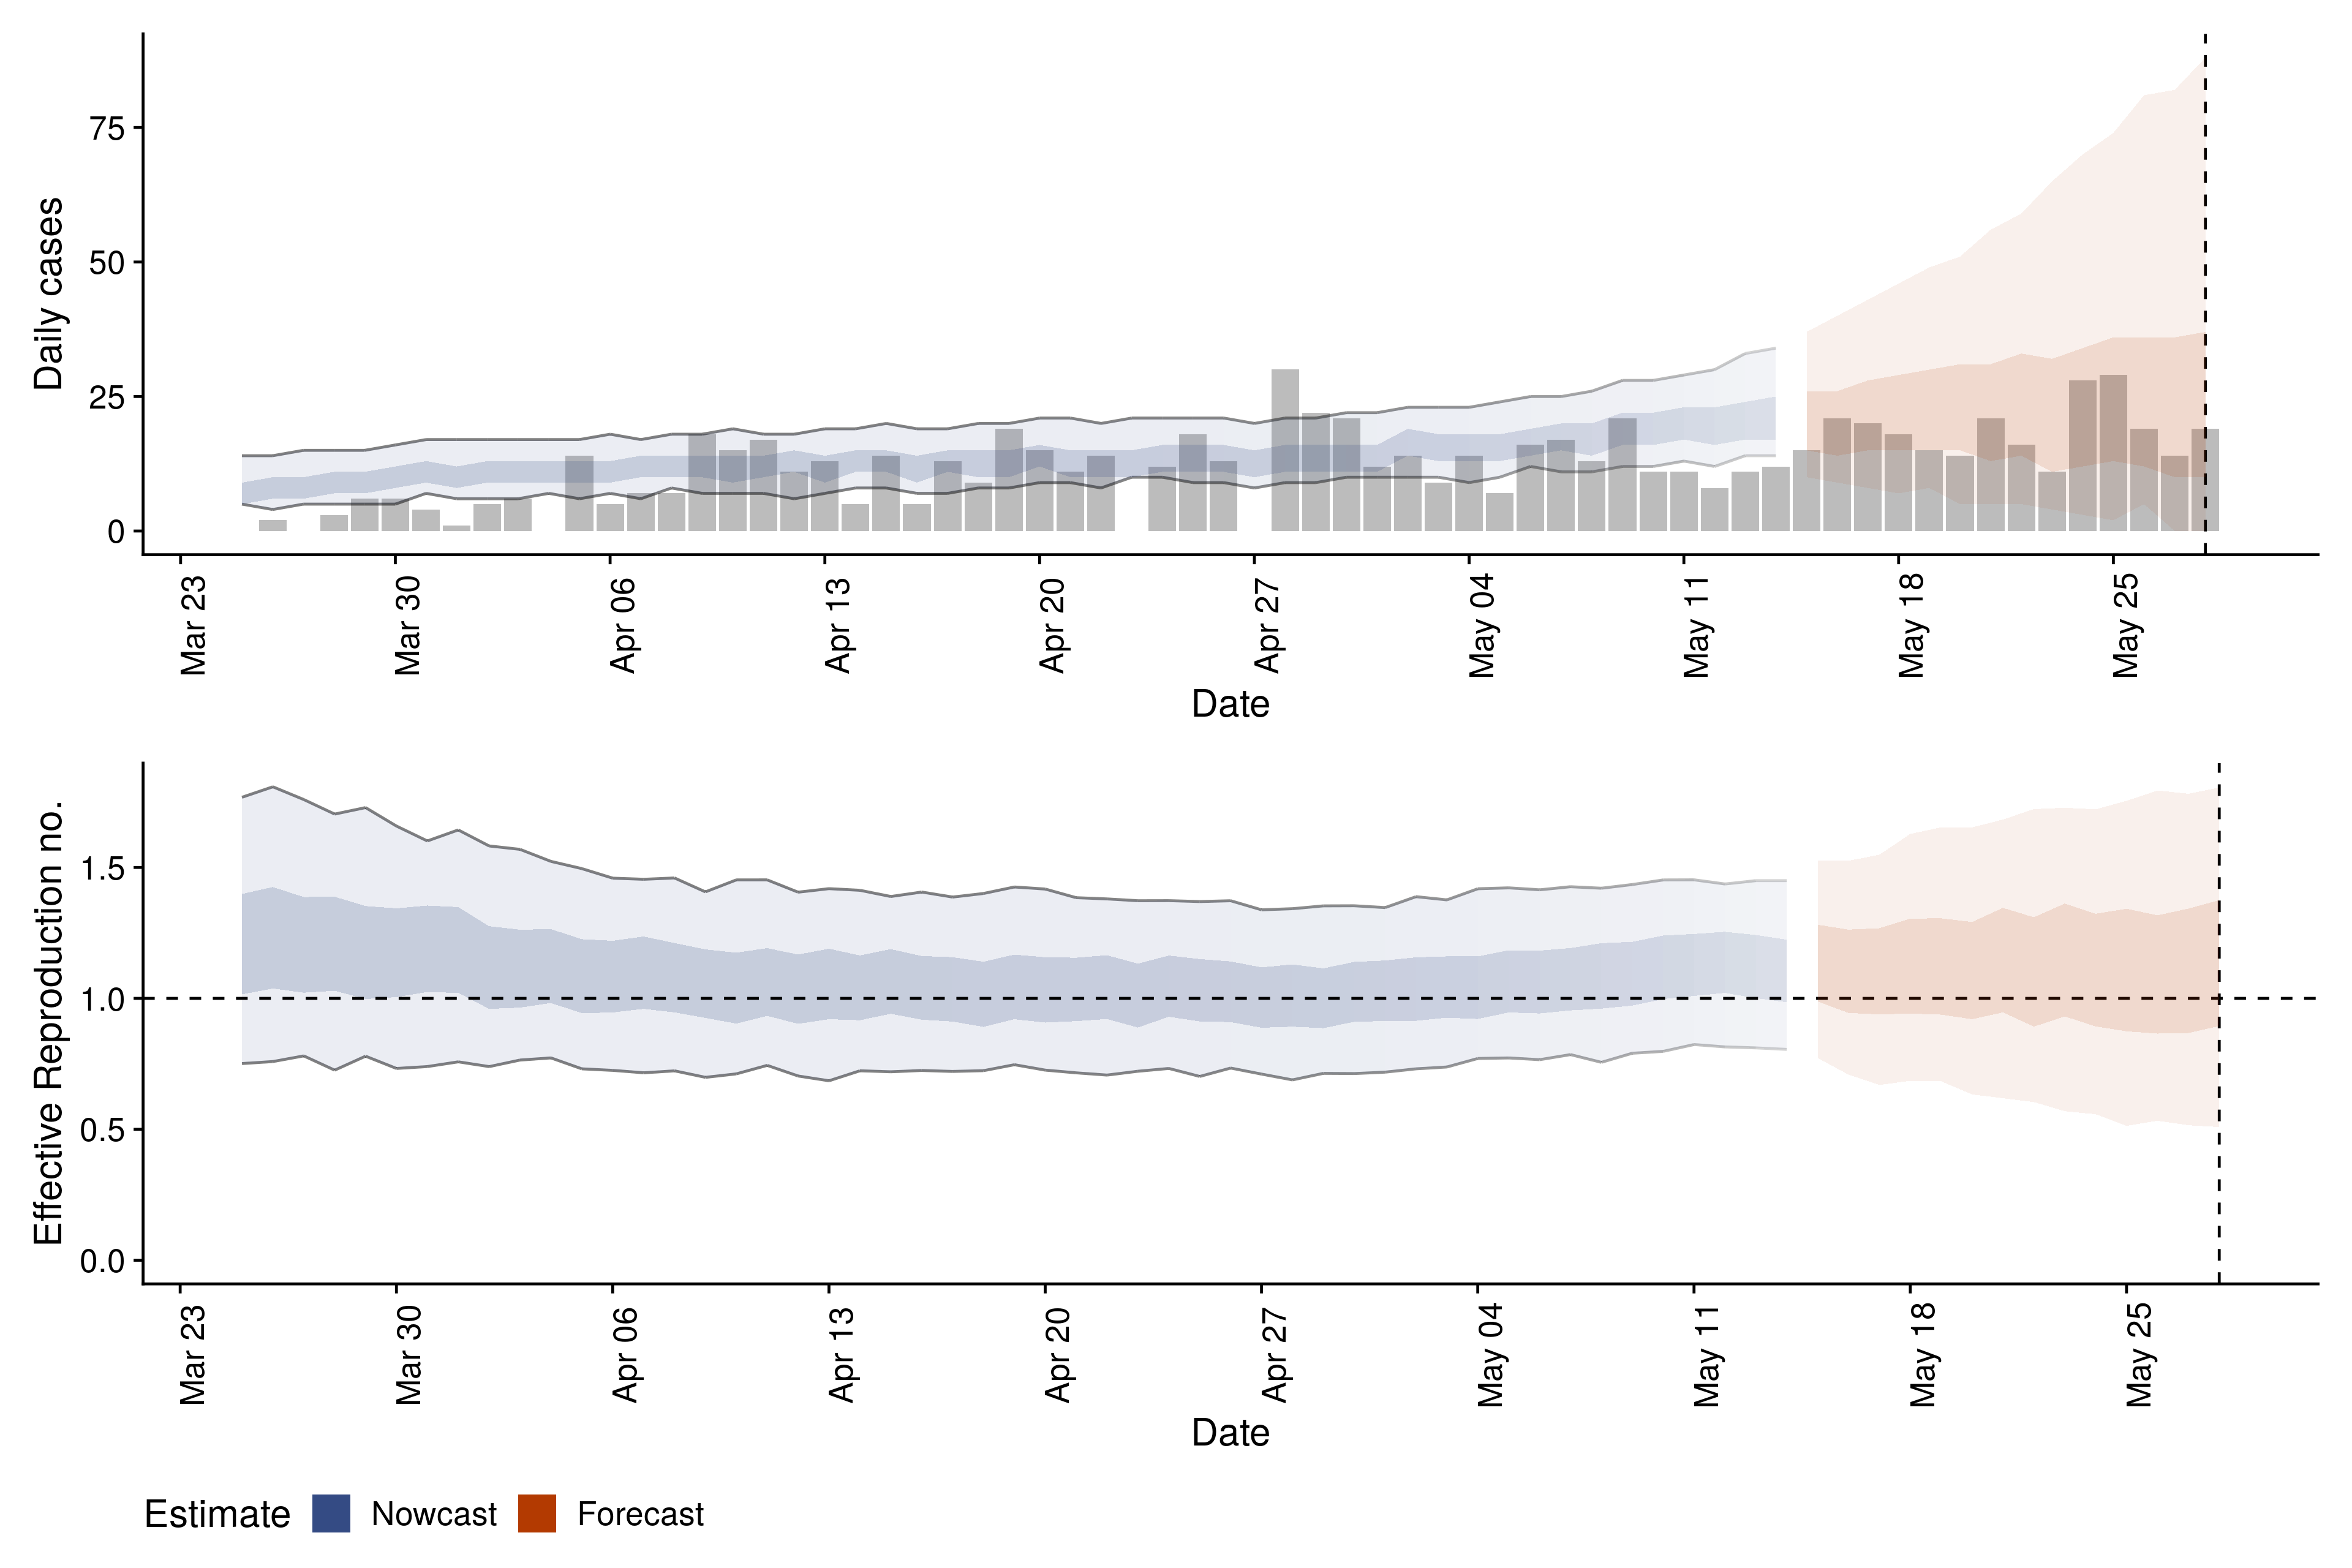 Daily cases
75
50
25
0
Mar 23
Mar 30
Apr 06
Apr 13
Apr 20
Apr 27
May 04
May 11
May 18
May 25
Date
Effective Reproduction no.
1.5
1.0
0.5
0.0
Mar 23
Mar 30
Apr 06
Apr 13
Apr 20
Apr 27
May 04
May 11
May 18
May 25
Date
Estimate Nowcast Forecast